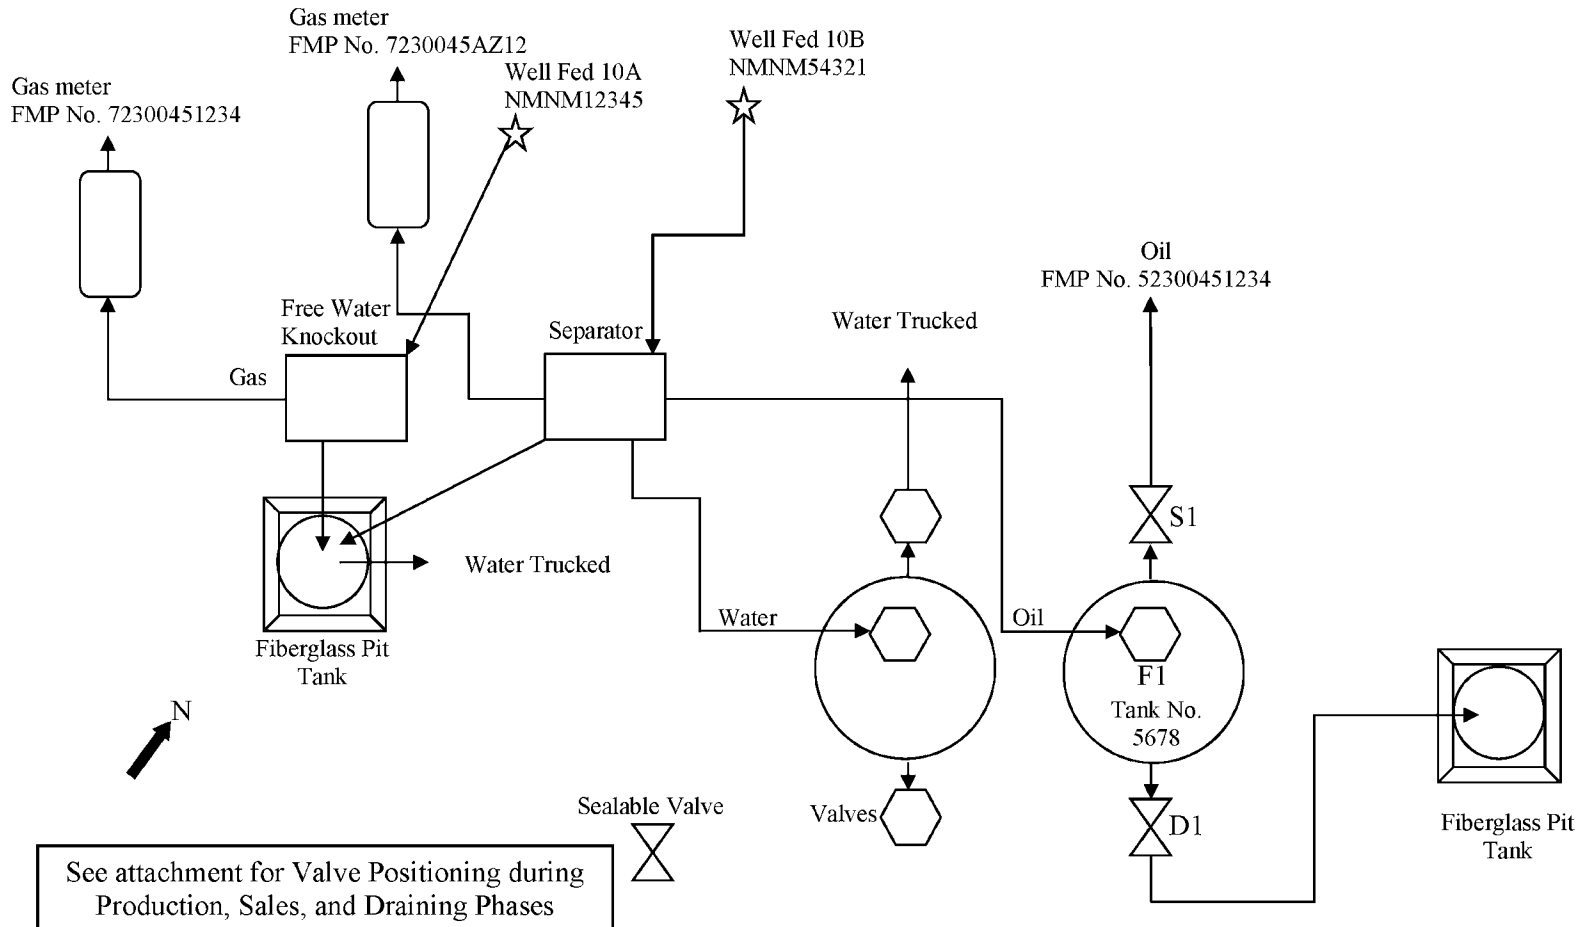 Gas meter
FMP No. 7230045AZ12
Well Fed 10B
NMNM54321
Well Fed 10A
NMNM12345
Gas meter
FMP No. 72300451234
Oil
FMP No. 52300451234
Free Water
Knockout
Separator
Water Trucked
Gas
S1
Water Trucked
Water
Oil
Fiberglass Pit
Tank
F1
Tank No.
5678
N
Sealable Valve
Valves
D1
Fiberglass Pit
Tank
See attachment for Valve Positioning during
Production, Sales, and Draining Phases